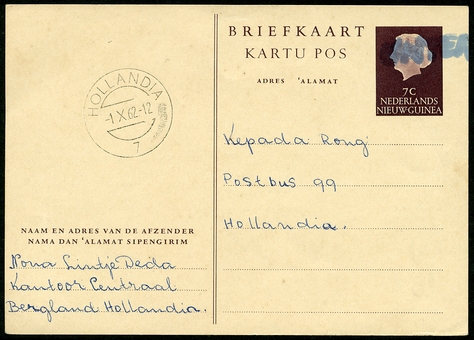 BRIEFKAART
KARTU POS
ADRES 'ALAMAT
7C
NEDERLANDS
NIEUW-GUINEA
HOLLANDIA
-1 X 62-12
7
Kepada Rong
Postbus 99
Hollandia.
NAAM EN ADRES VAN DE AFZENDER
NAMA DAN 'ALAMAT SIPENGIRIM
Nona Lintje Deda
Kantoor Centraal
Bergland Hollandia.